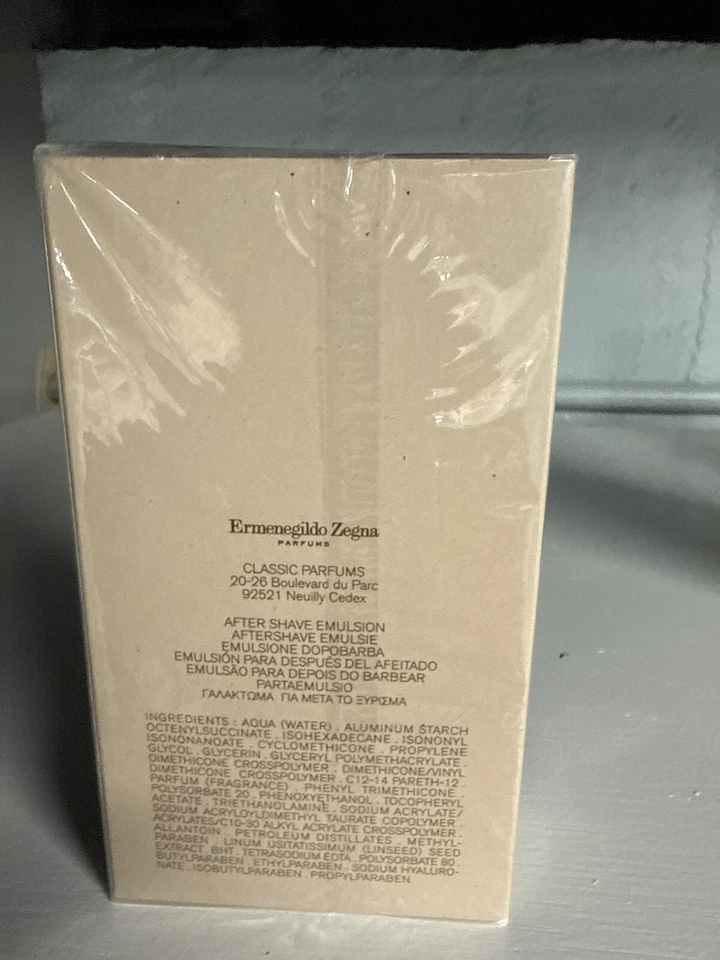 Ermenegildo Zegna
PARFUMS
CLASSIC PARFUMS
20-26 Boulevard du Parc
92521 Neuilly Cedex
AFTER SHAVE EMULSION
AFTERSHAVE EMULSIE
EMULSIONE DOPOBARBA
EMULSIÓN PARA DESPUÉS DEL AFEITADO
EMULSÃO PARA DEPOIS DO BARBEAR
PARTAEMULSIO
ΓΑΛΑΚΤΩΜΑ ΓΙΑ ΜΕΤΑ ΤΟ ΞΥΡΙΣΜΑ
INGREDIENTS : AQUA (WATER) . ALUMINUM STARCH
OCTENYLSUCCINATE . ISOHEXADECANE . ISONONYL
ISONONANOATE . CYCLOMETHICONE . PROPYLENE
GLYCOL . GLYCERIN . GLYCERYL POLYMETHACRYLATE .
DIMETHICONE CROSSPOLYMER . DIMETHICONE/VINYL
DIMETHICONE CROSSPOLYMER . C12-14 PARETH-12 .
PARFUM (FRAGRANCE) . PHENYL TRIMETHICONE .
POLYSORBATE 20 . PHENOXYETHANOL . TOCOPHERYL
ACETATE . TRIETHANOLAMINE . SODIUM ACRYLATE/
SODIUM ACRYLOYLDIMETHYL TAURATE COPOLYMER .
ACRYLATES/C10-30 ALKYL ACRYLATE CROSSPOLYMER .
ALLANTOIN . PETROLEUM DISTILLATES . METHYL-
PARABEN . LINUM USITATISSIMUM (LINSEED) SEED
EXTRACT . BHT . TETRASODIUM EDTA . POLYSORBATE 80 .
BUTYLPARABEN . ETHYLPARABEN . SODIUM HYALURO-
NATE . ISOBUTYLPARABEN . PROPYLPARABEN.